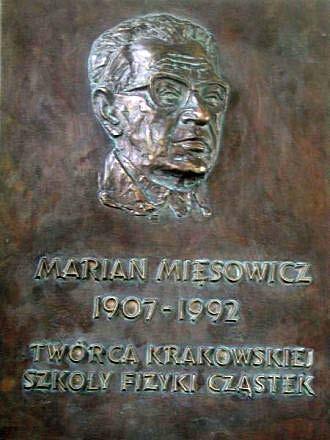 MARIAN MIĘSOWICZ
1907-1992
TWÓRCA KRAKOWSKIEJ
SZKOŁY FIZYKI CZĄSTEK